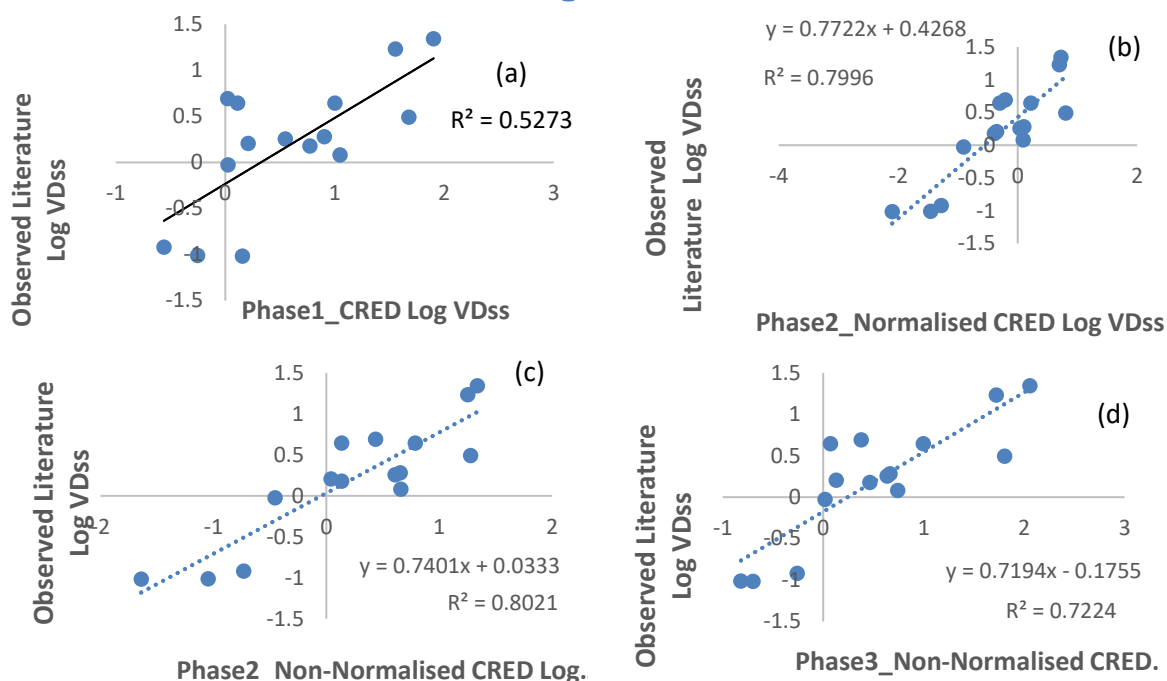 1.5
1
0.5
0
-0.5
-1
-1.5
-1
0
1
2
3
(a)
R² = 0.5273
Observed Literature
Log VDss
Phase1_CRED Log VDss
y = 0.7722x + 0.4268
R² = 0.7996
(b)
1.5
1
0.5
0
-0.5
-1
-1.5
-4
-2
0
2
Observed
Literature Log VDss
Phase2_Normalised CRED Log VDss
(c)
1.5
1
0.5
0
-0.5
-1
-1.5
-2
-1
0
1
2
y = 0.7401x + 0.0333
R² = 0.8021
Observed Literature
Log VDss
Phase2_Non-Normalised CRED Log.
(d)
1.5
1
0.5
0
-0.5
-1
-1.5
-1
0
1
2
3
y = 0.7194x - 0.1755
R² = 0.7224
Observed Literature
Log VDss
Phase3_Non-Normalised CRED.